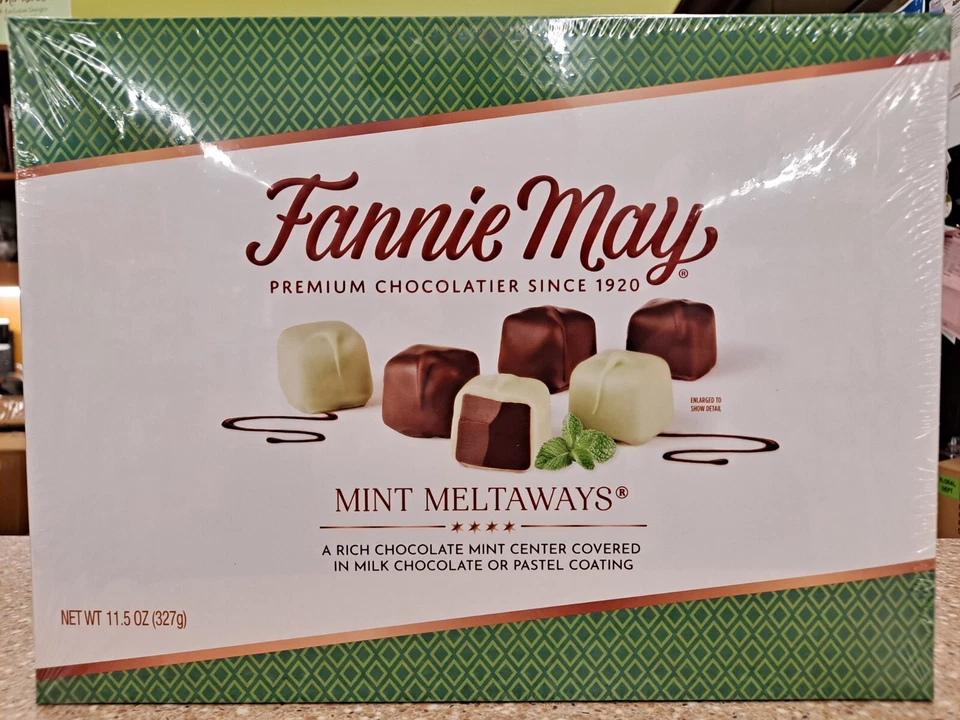 Fannie May®
PREMIUM CHOCOLATIER SINCE 1920
ENLARGED TO
SHOW DETAIL
MINT MELTAWAYS®
A RICH CHOCOLATE MINT CENTER COVERED
IN MILK CHOCOLATE OR PASTEL COATING
NET WT 11.5 OZ (327g)